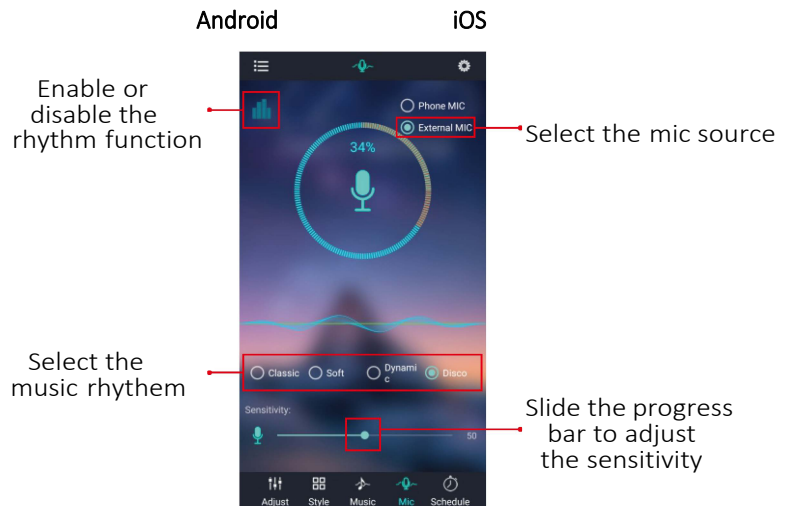 Android
iOS
Enable or
disable the
rhythm function
Phone MIC
External MIC
Select the mic source
34%
Select the
music rhythem
Classic
Soft
Dynami
c
Disco
Sensitivity:
50
Slide the progress
bar to adjust
the sensitivity
Adjust
Style
Music
Mic
Schedule